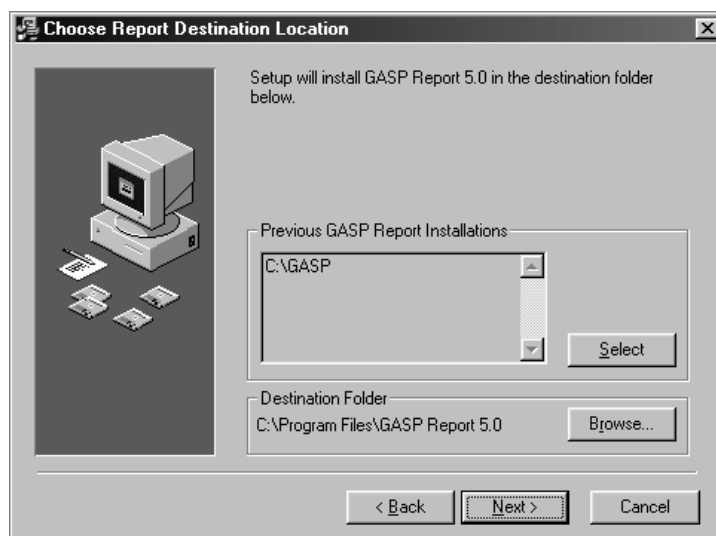 Choose Report Destination Location
Setup will install GASP Report 5.0 in the destination folder
below.
Previous GASP Report Installations
C:\GASP
Select
Destination Folder
C:\Program Files\GASP Report 5.0
Browse...
< Back
Next >
Cancel